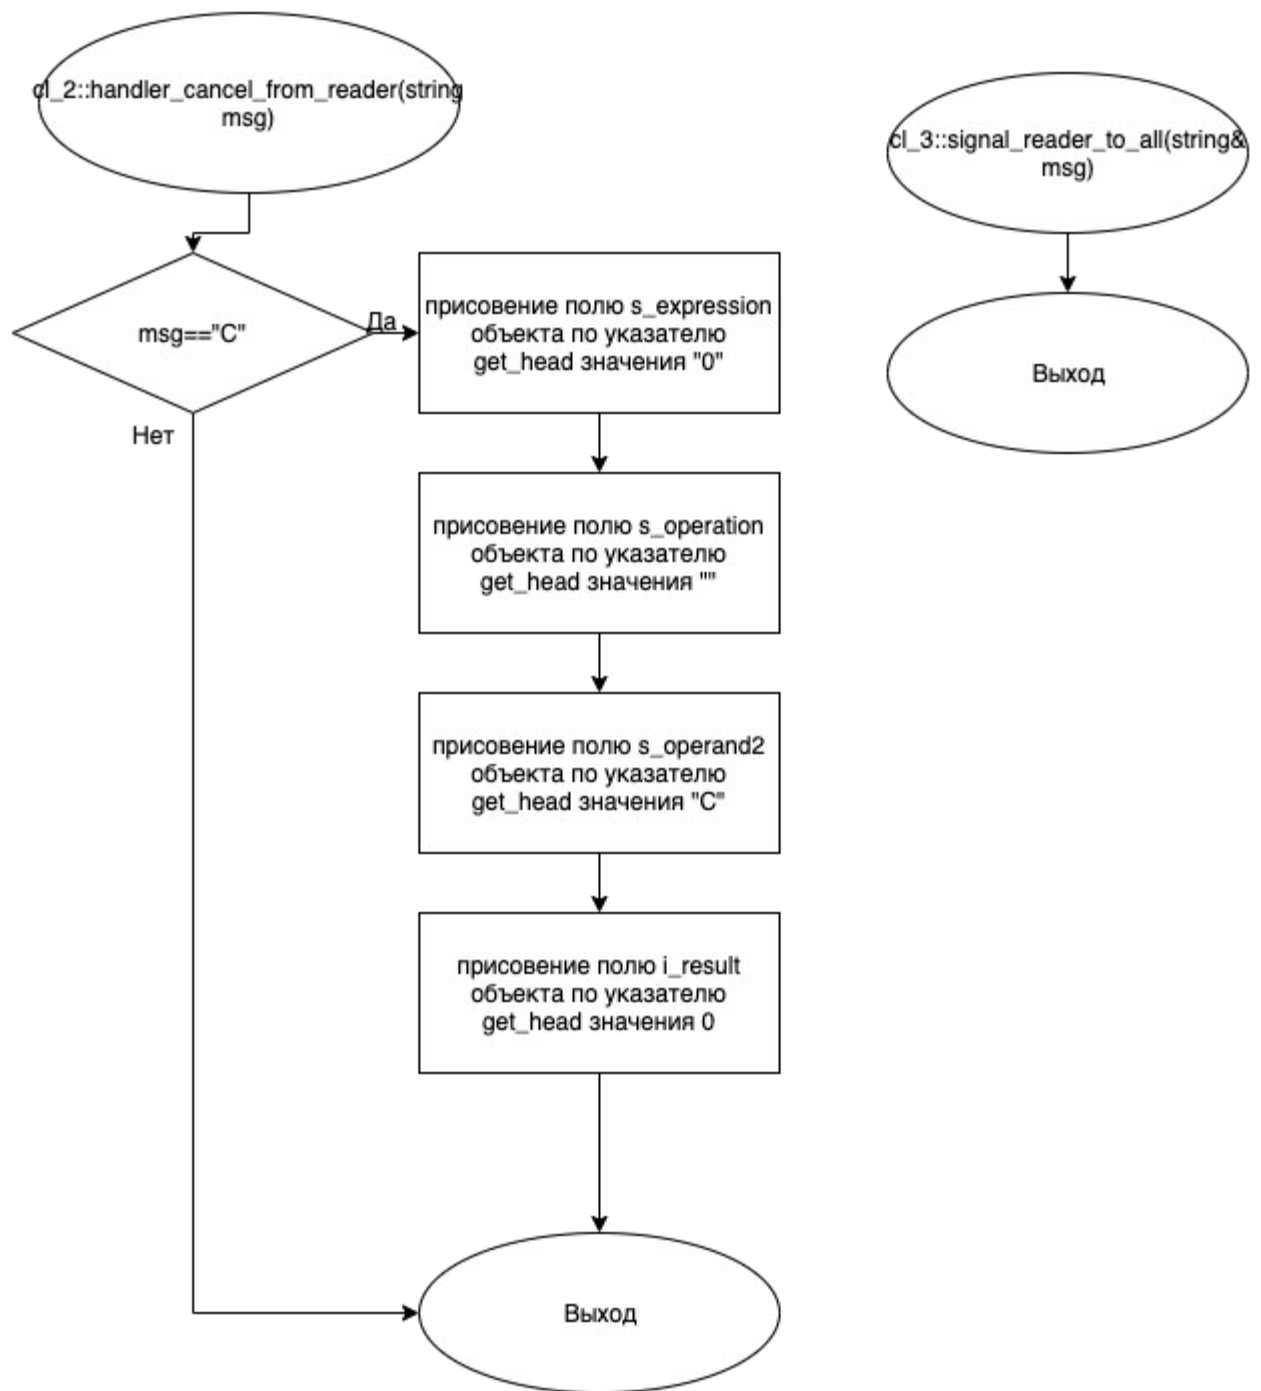 cl_2::handler_cancel_from_reader(string
msg)
msg=="C"
Да
Нет
присовение полю s_expression
объекта по указателю
get_head значения "0"
присовение полю s_operation
объекта по указателю
get_head значения ""
присовение полю s_operand2
объекта по указателю
get_head значения "C"
присовение полю i_result
объекта по указателю
get_head значения 0
Выход
cl_3::signal_reader_to_all(string&
msg)
Выход